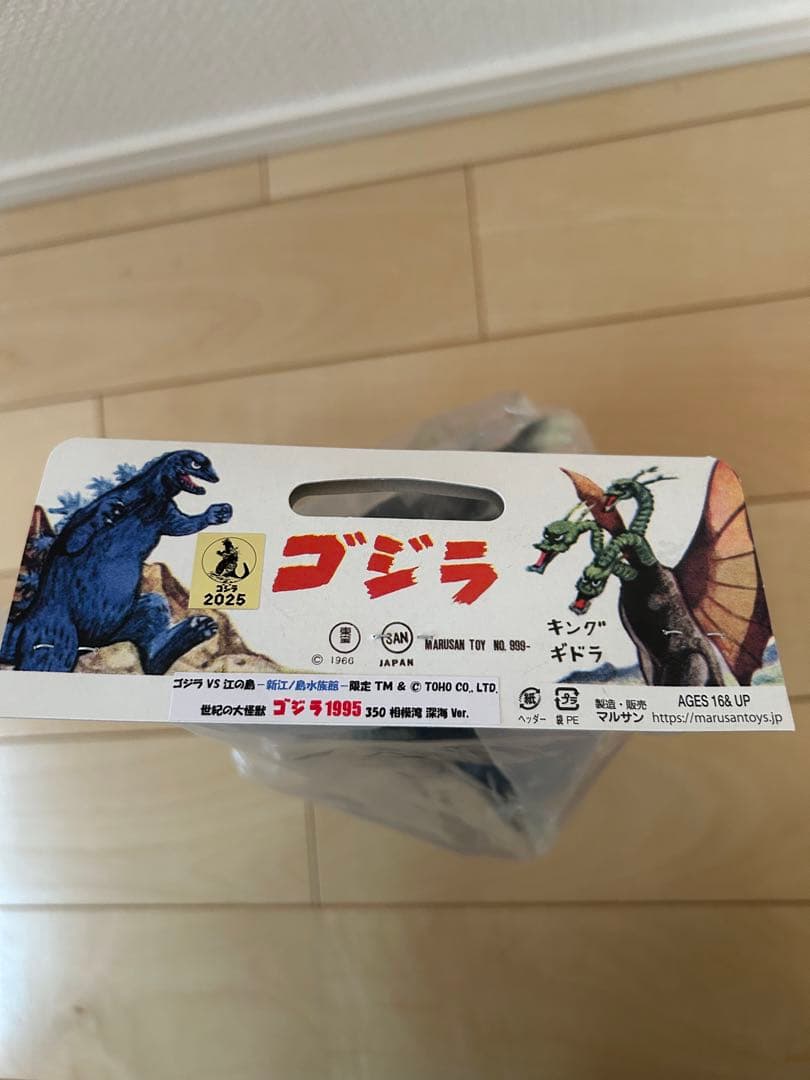 ゴジラ
ゴジラ
2025
東宝
© 1966
SAN
JAPAN
MARUSAN TOY NO. 999-
キング
ギドラ
ゴジラ VS 江の島 −新江ノ島水族館− 限定 TM & © TOHO CO., LTD.
世紀の大怪獣 ゴジラ1995 350 相模湾 深海 Ver.
紙
ヘッダー
プラ
袋 PE
製造・販売
マルサン
AGES 16& UP
https://marusantoys.jp